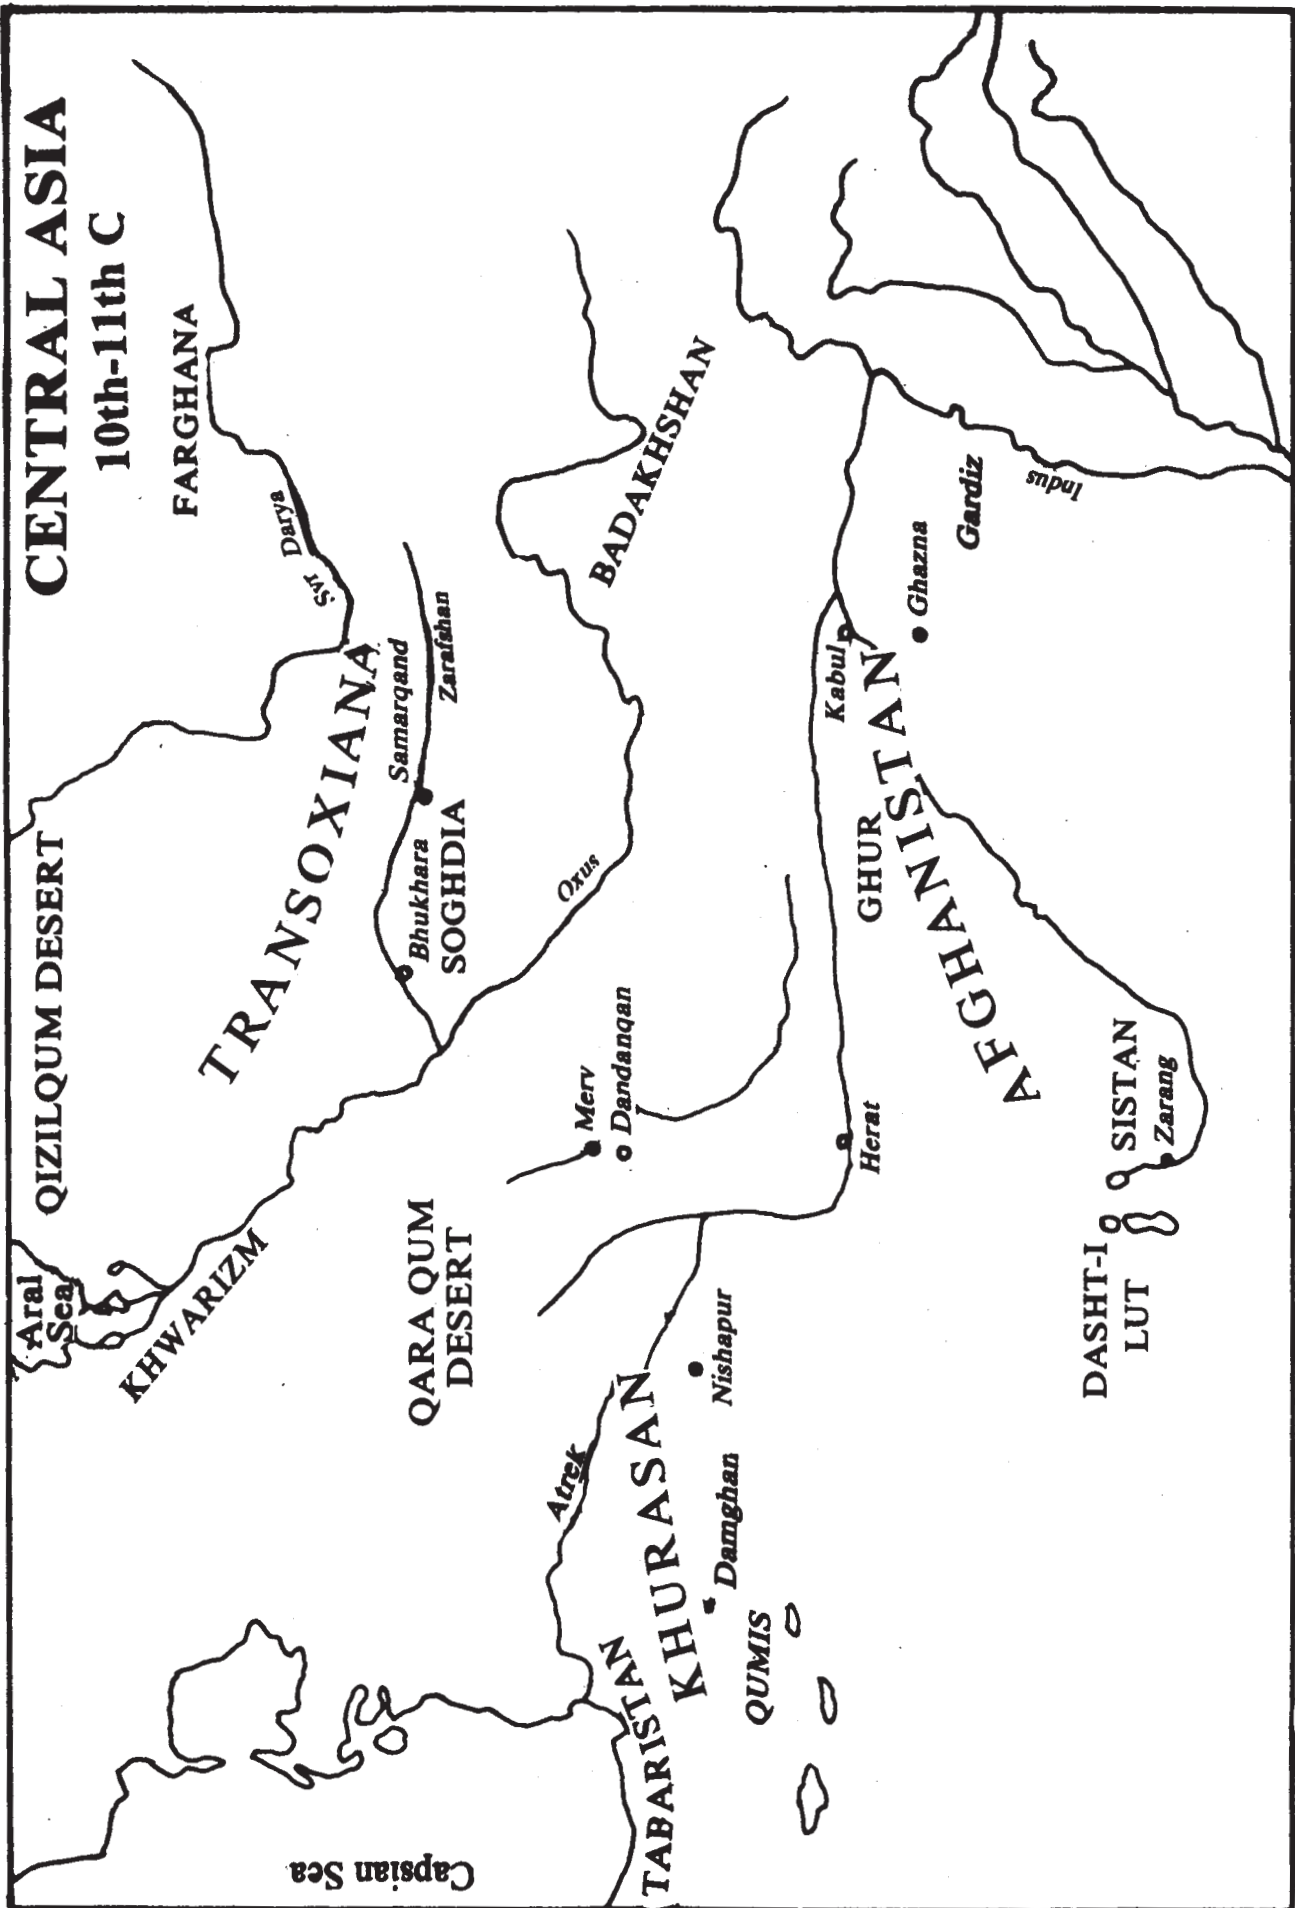 CENTRAL ASIA
10th-11th C
QIZILQUM DESERT
Aral
Sea
KHWARIZM
TRANSOXIANA
FARGHANA
Syr Darya
Samarqand
Zarafshan
Bhukhara
SOGHDIA
Oxus
BADAKHSHAN
QARA QUM
DESERT
Merv
Dandanqan
Capsian Sea
Atrek
TABARISTAN
KHURASAN
Nishapur
Damghan
QUMIS
Herat
GHUR
Kabul
AFGHANISTAN
Ghazna
Gardiz
Indus
DASHT-I
LUT
SISTAN
Zarang